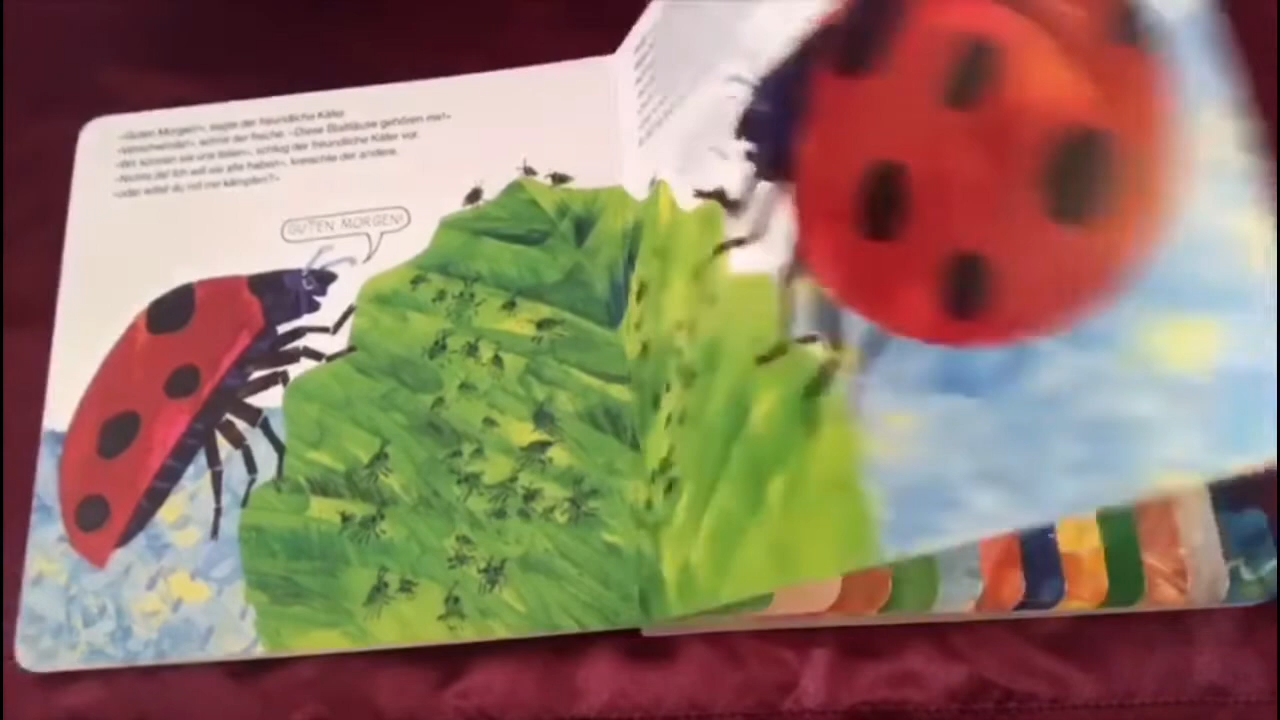 «Guten Morgen!», sagte der freundliche Käfer.
«Verschwinde!», schrie der freche. «Diese Blattläuse gehören mir!»
«Wir können sie uns teilen», schlug der freundliche Käfer vor.
«Nichts da! Ich will sie alle haben», kreischte der andere,
«oder willst du mit mir kämpfen?»
GUTEN MORGEN!